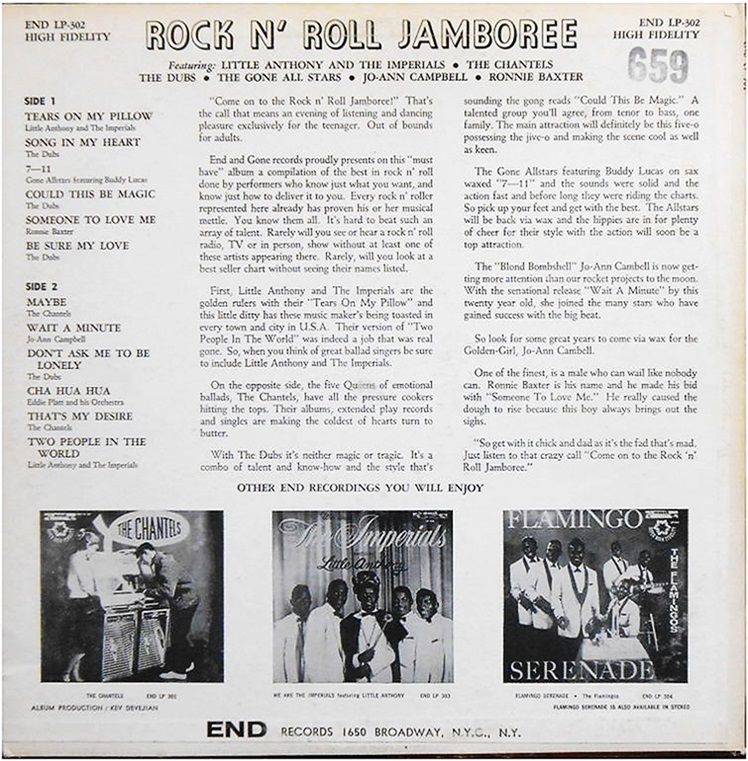 END LP-302
HIGH FIDELITY
ROCK N' ROLL JAMBOREE
END LP-302
HIGH FIDELITY
659
Featuring: LITTLE ANTHONY AND THE IMPERIALS • THE CHANTELS
THE DUBS • THE GONE ALL STARS • JO-ANN CAMPBELL • RONNIE BAXTER
SIDE 1
TEARS ON MY PILLOW
Little Anthony and The Imperials
SONG IN MY HEART
The Dubs
7—11
Gone Allstars featuring Buddy Lucas
COULD THIS BE MAGIC
The Dubs
SOMEONE TO LOVE ME
Ronnie Baxter
BE SURE MY LOVE
The Dubs
SIDE 2
MAYBE
The Chantels
WAIT A MINUTE
Jo-Ann Campbell
DON'T ASK ME TO BE
LONELY
The Dubs
CHA HUA HUA
Eddie Platt and his Orchestra
THAT'S MY DESIRE
The Chantels
TWO PEOPLE IN THE
WORLD
Little Anthony and The Imperials
"Come on to the Rock n' Roll Jamboree!" That's
the call that means an evening of listening and dancing
pleasure exclusively for the teenager. Out of bounds
for adults.
End and Gone records proudly presents on this "must
have" album a compilation of the best in rock n' roll
done by performers who know just what you want, and
know just how to deliver it to you. Every rock n' roller
represented here already has proven his or her musical
mettle. You know them all. It's hard to beat such an
array of talent. Rarely will you see or hear a rock n' roll
radio, TV or in person, show without at least one of
these artists appearing there. Rarely, will you look at a
best seller chart without seeing their names listed.
First, Little Anthony and The Imperials are the
golden rulers with their "Tears On My Pillow" and
this little ditty has these music maker's being toasted in
every town and city in U.S.A. Their version of "Two
People In The World" was indeed a job that was real
gone. So, when you think of great ballad singers be sure
to include Little Anthony and The Imperials.
On the opposite side, the five Queens of emotional
ballads, The Chantels, have all the pressure cookers
hitting the tops. Their albums, extended play records
and singles are making the coldest of hearts turn to
butter.
With The Dubs it's neither magic or tragic. It's a
combo of talent and know-how and the style that's
sounding the gong reads "Could This Be Magic." A
talented group you'll agree, from tenor to bass, one
family. The main attraction will definitely be this five-o
possessing the jive-o and making the scene cool as well
as keen.
The Gone Allstars featuring Buddy Lucas on sax
waxed "7—11" and the sounds were solid and the
action fast and before long they were riding the charts.
So pick up your feet and get with the best. The Allstars
will be back via wax and the hippies are in for plenty
of cheer for their style with the action will soon be a
top attraction.
The "Blond Bombshell" Jo-Ann Cambell is now get-
ting more attention than our rocket projects to the moon.
With the senational release "Wait A Minute" by this
twenty year old, she joined the many stars who have
gained success with the big beat.
So look for some great years to come via wax for the
Golden-Girl, Jo-Ann Cambell.
One of the finest, is a male who can wail like nobody
can. Ronnie Baxter is his name and he made his bid
with "Someone To Love Me." He really caused the
dough to rise because this boy always brings out the
sighs.
"So get with it chick and dad as it's the fad that's mad.
Just listen to that crazy call "Come on to the Rock 'n'
Roll Jamboree."
OTHER END RECORDINGS YOU WILL ENJOY
THE CHANTELS
The Imperials
Little Anthony
FLAMINGO
THE FLAMINGOS
SERENADE
THE CHANTELS END LP 301
WE ARE THE IMPERIALS featuring LITTLE ANTHONY END LP 303
FLAMINGO SERENADE • The Flamingos END LP 304
ALBUM PRODUCTION / KEV DEVEJIAN
FLAMINGO SERENADE IS ALSO AVAILABLE IN STEREO
END RECORDS 1650 BROADWAY, N.Y.C., N.Y.